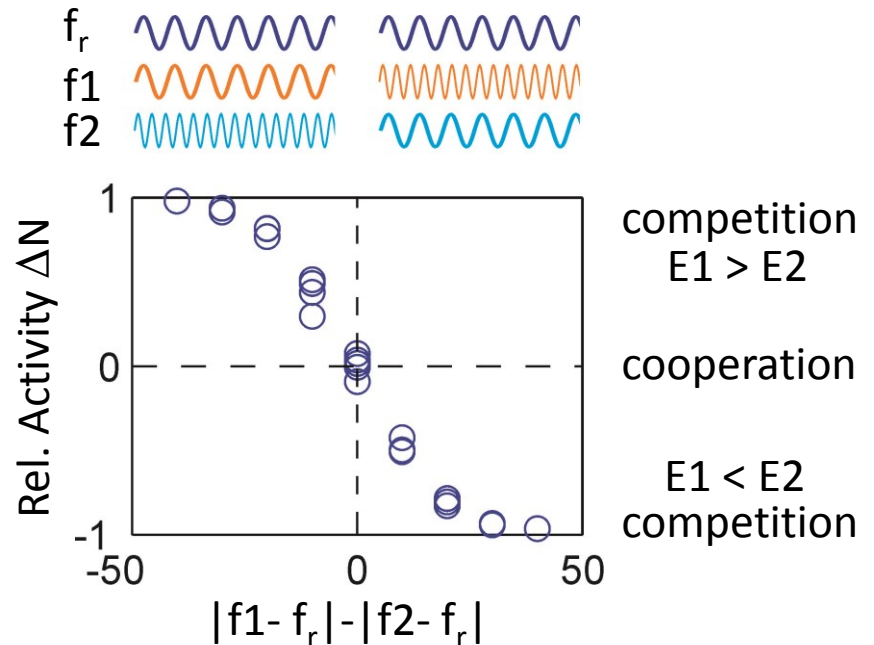 fr
f1
f2
Rel. Activity ΔN
1
0
-1
-50
0
50
|f1- fr|-|f2- fr|
competition
E1 > E2
cooperation
E1 < E2
competition